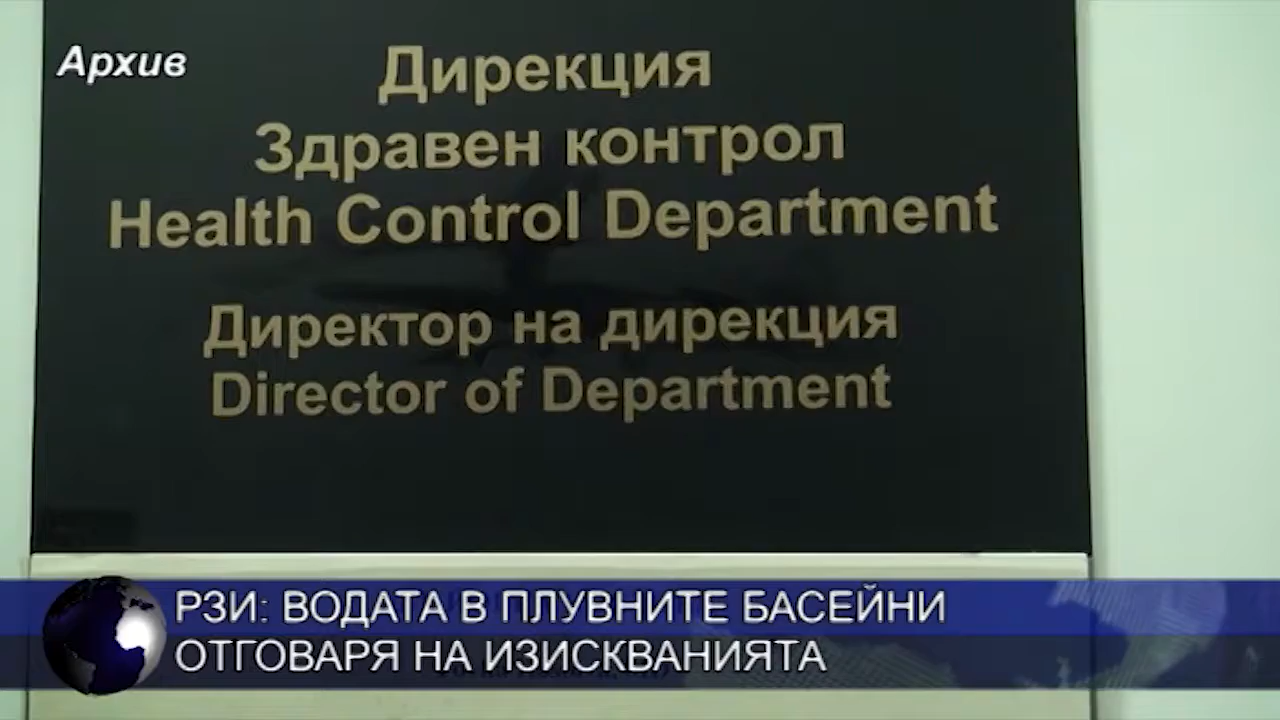 Архив
Дирекция
Здравен контрол
Health Control Department
Директор на дирекция
Director of Department
РЗИ: ВОДАТА В ПЛУВНИТЕ БАСЕЙНИ
ОТГОВАРЯ НА ИЗИСКВАНИЯТА